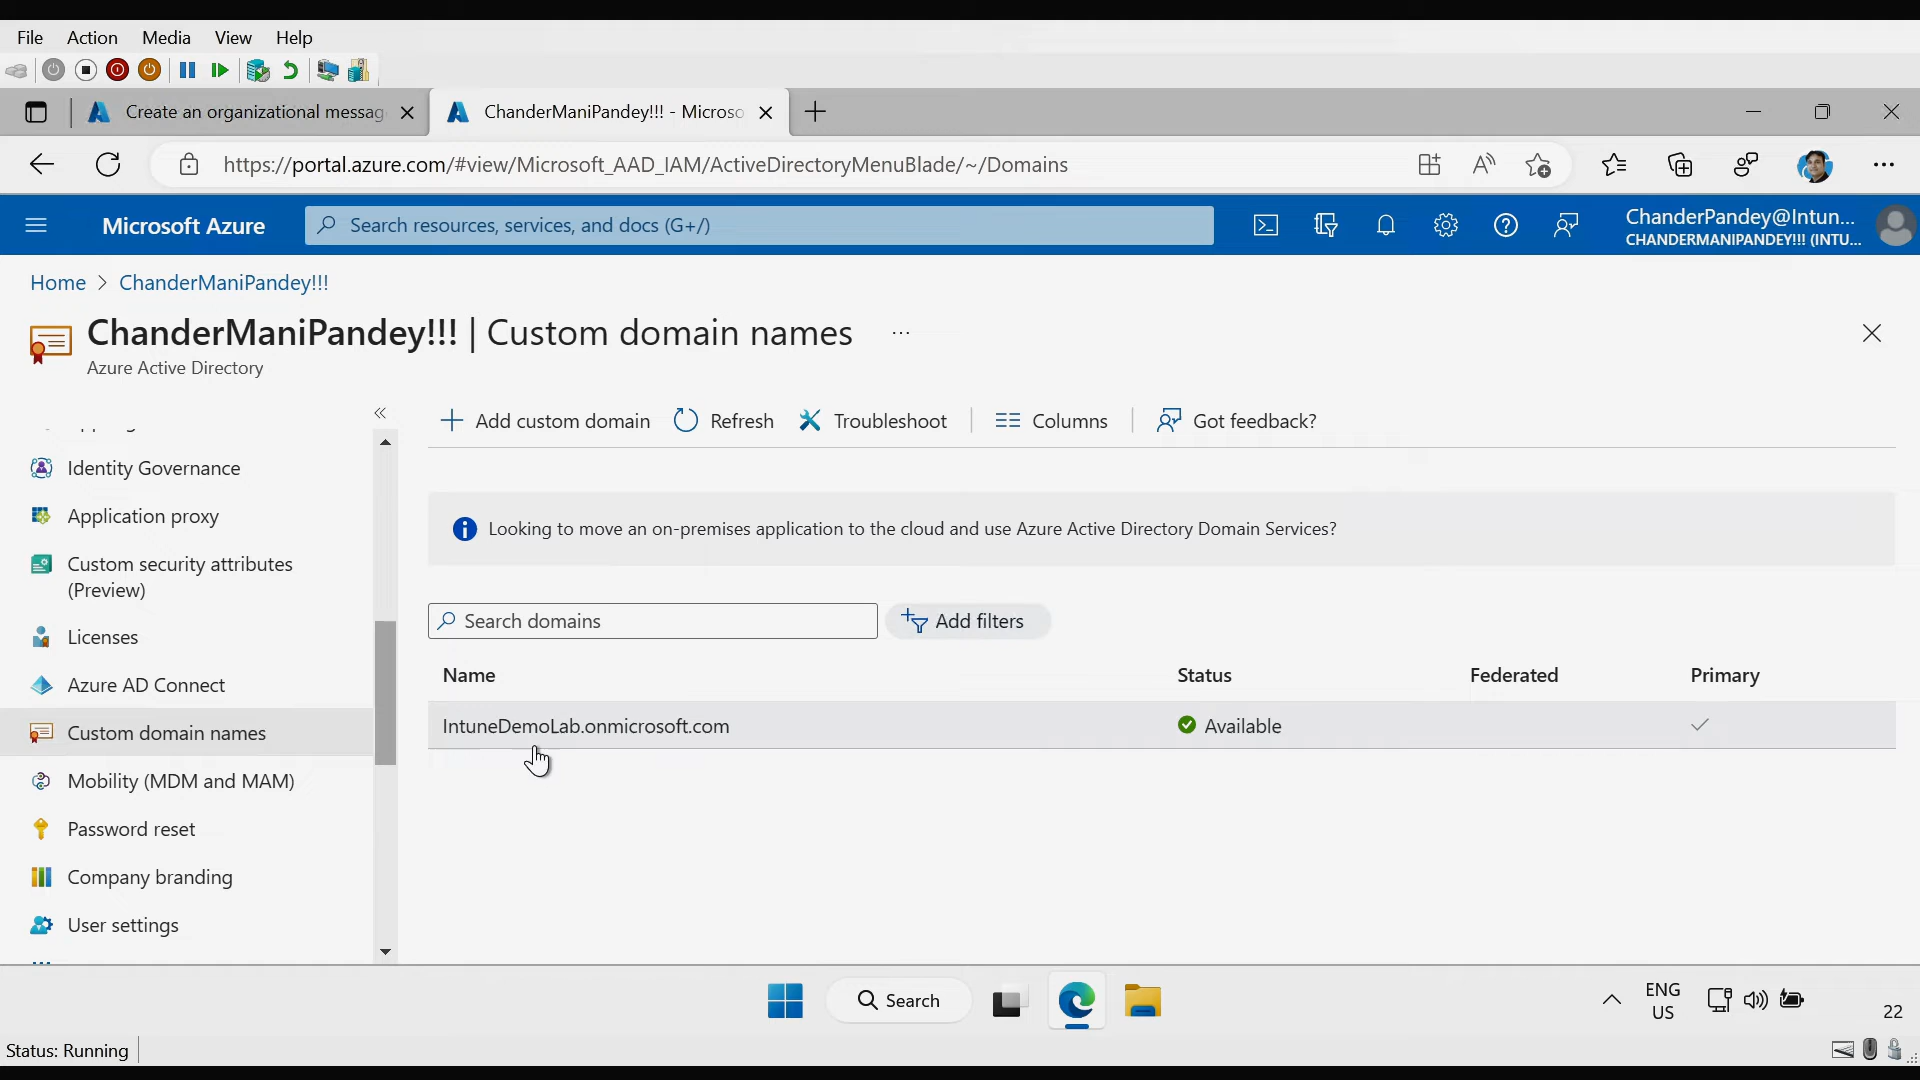 File Action Media View Help
Create an organizational messag
ChanderManiPandey!!! - Microso
https://portal.azure.com/#view/Microsoft_AAD_IAM/ActiveDirectoryMenuBlade/~/Domains
Microsoft Azure
Search resources, services, and docs (G+/)
ChanderPandey@Intun...
CHANDERMANIPANDEY!!! (INTU...
Home > ChanderManiPandey!!!
ChanderManiPandey!!! | Custom domain names ...
Azure Active Directory
Identity Governance
Application proxy
Custom security attributes
(Preview)
Licenses
Azure AD Connect
Custom domain names
Mobility (MDM and MAM)
Password reset
Company branding
User settings
Add custom domain Refresh Troubleshoot Columns Got feedback?
Looking to move an on-premises application to the cloud and use Azure Active Directory Domain Services?
Search domains Add filters
Name Status Federated Primary
IntuneDemoLab.onmicrosoft.com Available
Search
ENG
US
22
Status: Running